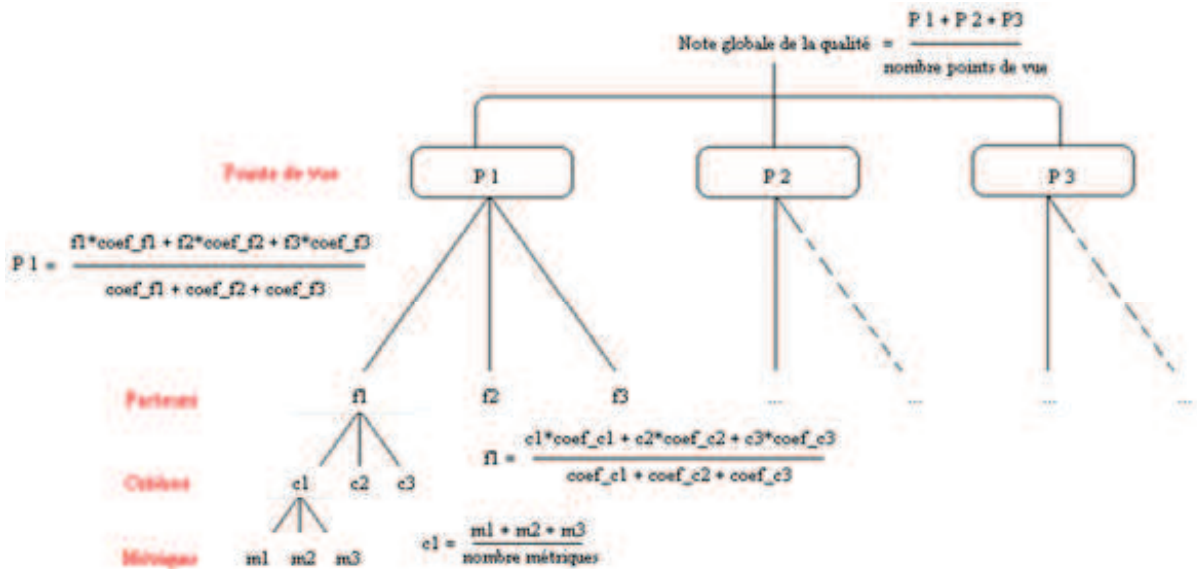 P 1 + P 2 + P3
Note globale de la qualité =
nombre points de vue
Points de vue
P 1
P 2
P 3
f1*coef_f1 + f2*coef_f2 + f3*coef_f3
P 1 =
coef_f1 + coef_f2 + coef_f3
Facteurs
f1
f2
f3
...
...
...
...
c1*coef_c1 + c2*coef_c2 + c3*coef_c3
f1 =
coef_c1 + coef_c2 + coef_c3
Critères
c1
c2
c3
m1 + m2 + m3
c1 =
nombre métriques
Métriques
m1
m2
m3